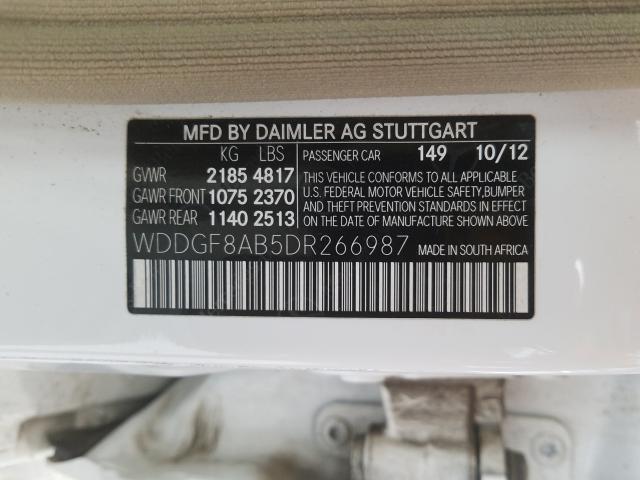 MFD BY DAIMLER AG STUTTGART
KG LBS PASSENGER CAR 149 10/12
GVWR 2185 4817 THIS VEHICLE CONFORMS TO ALL APPLICABLE
GAWR FRONT 1075 2370 U.S. FEDERAL MOTOR VEHICLE SAFETY, BUMPER
GAWR REAR 1140 2513 AND THEFT PREVENTION STANDARDS IN EFFECT
ON THE DATE OF MANUFACTURE SHOWN ABOVE.
WDDGF8AB5DR266987 MADE IN SOUTH AFRICA